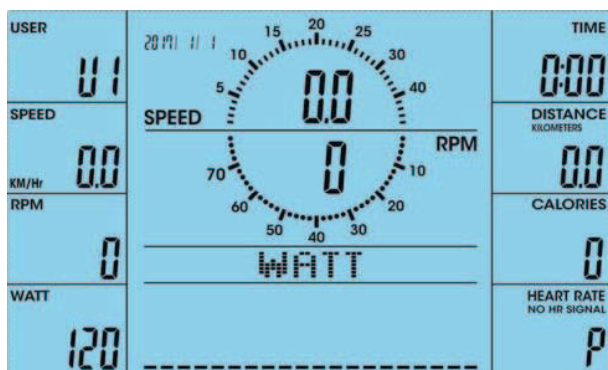 USER
U1
SPEED
KM/Hr 0.0
RPM
0
WATT
120
2017/ 1/ 1
5 10 15 20 25 30 40
0.0
SPEED
RPM
0
70 60 50 40 30 20 10
WATT
TIME
0:00
DISTANCE
KILOMETERS
0.0
CALORIES
0
HEART RATE
NO HR SIGNAL
P